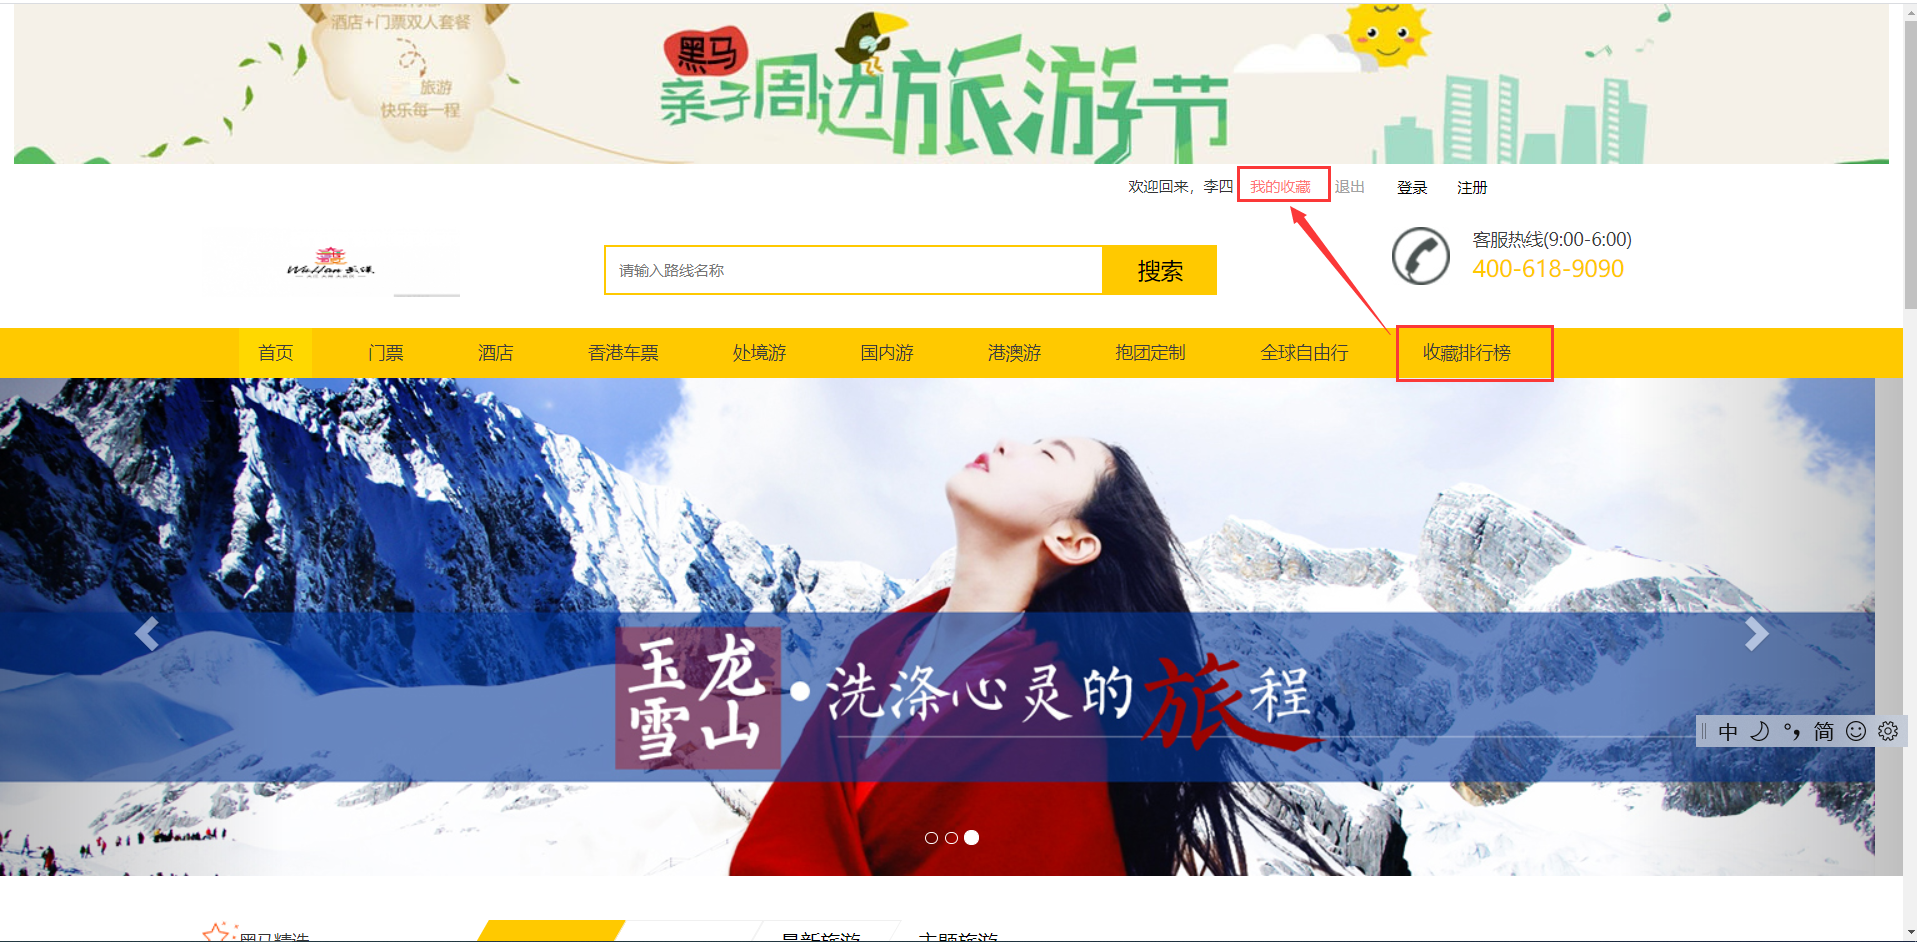 酒店+门票双人套餐
旅游
快乐每一程
黑马
亲子周边旅游节
欢迎回来，李四 我的收藏 退出 登录 注册
客服热线(9:00-6:00)
400-618-9090
WuHan
请输入路线名称 搜索
首页 门票 酒店 香港车票 处境游 国内游 港澳游 抱团定制 全球自由行 收藏排行榜
玉龙雪山·洗涤心灵的旅程
中 简
黑马精选 最新旅游 主题旅游